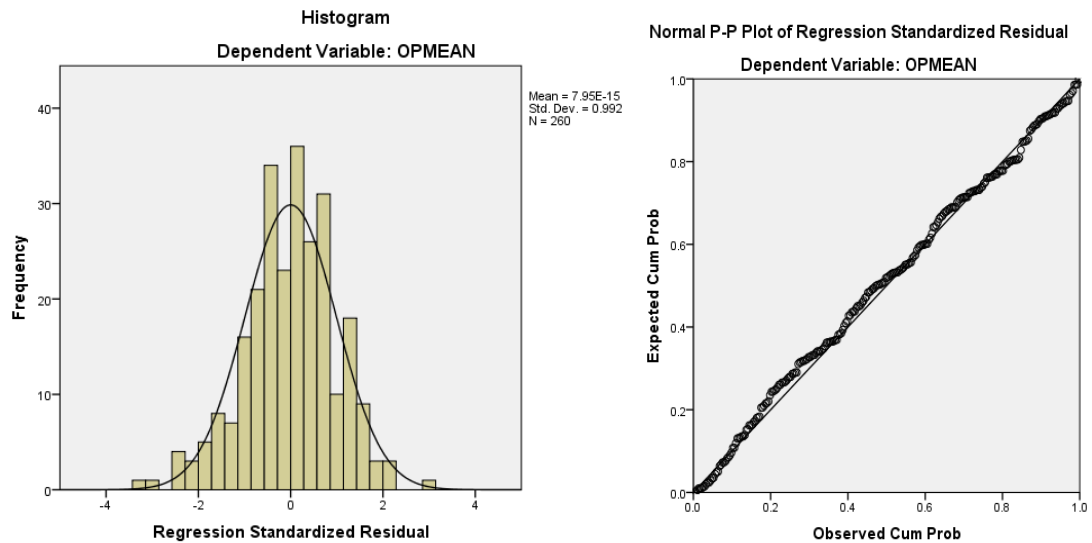 Histogram
Dependent Variable: OPMEAN
Mean = 7.95E-15
Std. Dev. = 0.992
N = 260
Frequency
40
30
20
10
0
-4 -2 0 2 4
Regression Standardized Residual
Normal P-P Plot of Regression Standardized Residual
Dependent Variable: OPMEAN
Expected Cum Prob
1.0
0.8
0.6
0.4
0.2
0.0
0.0 0.2 0.4 0.6 0.8 1.0
Observed Cum Prob